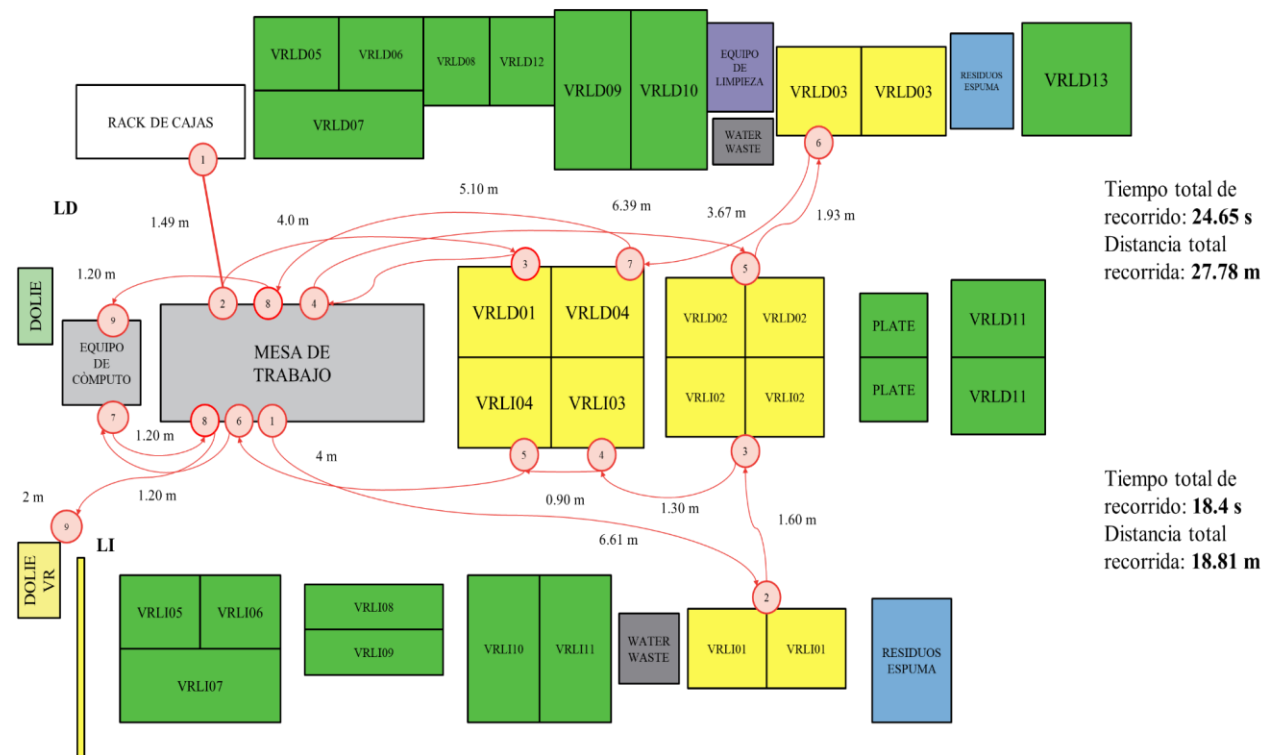 VRLD05
VRLD06
VRLD08
VRLD12
VRLD07
VRLD09
VRLD10
EQUIPO
DE
LIMPIEZA
WATER
WASTE
VRLD03
VRLD03
RESIDUOS
ESPUMA
VRLD13
RACK DE CAJAS
1
6
LD
1.49 m
4.0 m
5.10 m
6.39 m
3.67 m
1.93 m
Tiempo total de
recorrido: 24.65 s
Distancia total
recorrida: 27.78 m
1.20 m
DOLIE
9
2
8
4
3
7
5
EQUIPO
DE
CÒMPUTO
MESA DE
TRABAJO
VRLD01
VRLD04
VRLI04
VRLI03
VRLD02
VRLD02
VRLI02
VRLI02
PLATE
PLATE
VRLD11
VRLD11
7
8
6
1
5
4
3
1.20 m
4 m
2 m
1.20 m
0.90 m
1.30 m
1.60 m
6.61 m
Tiempo total de
recorrido: 18.4 s
Distancia total
recorrida: 18.81 m
9
LI
DOLIE
VR
2
VRLI05
VRLI06
VRLI07
VRLI08
VRLI09
VRLI10
VRLI11
WATER
WASTE
VRLI01
VRLI01
RESIDUOS
ESPUMA